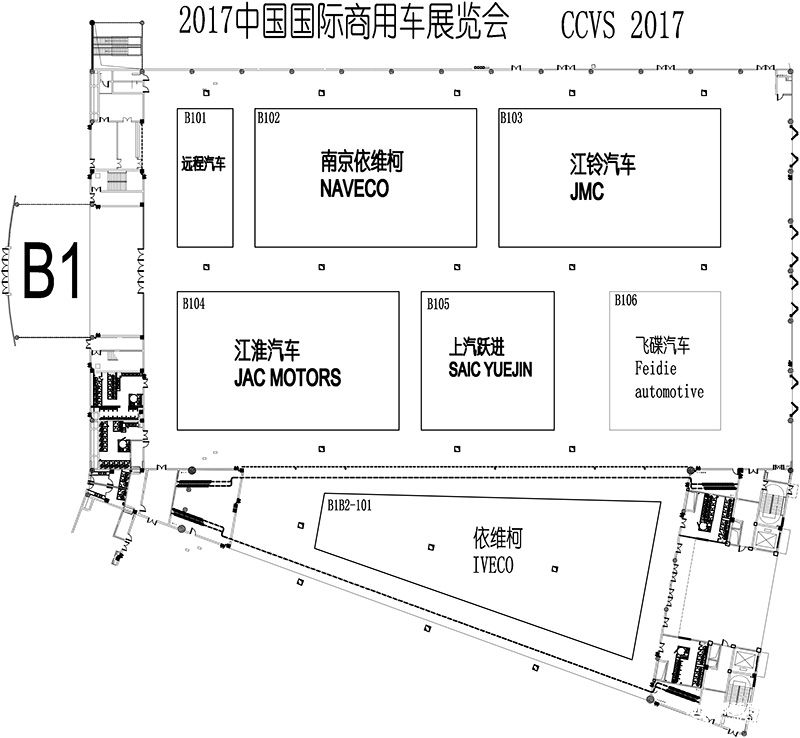 2017中国国际商用车展览会 CCVS 2017
B101
远程汽车
B102
南京依维柯
NAVECO
B103
江铃汽车
JMC
B1
B104
江淮汽车
JAC MOTORS
B105
上汽跃进
SAIC YUEJIN
B106
飞碟汽车
Feidie
automotive
B1B2-101
依维柯
IVECO